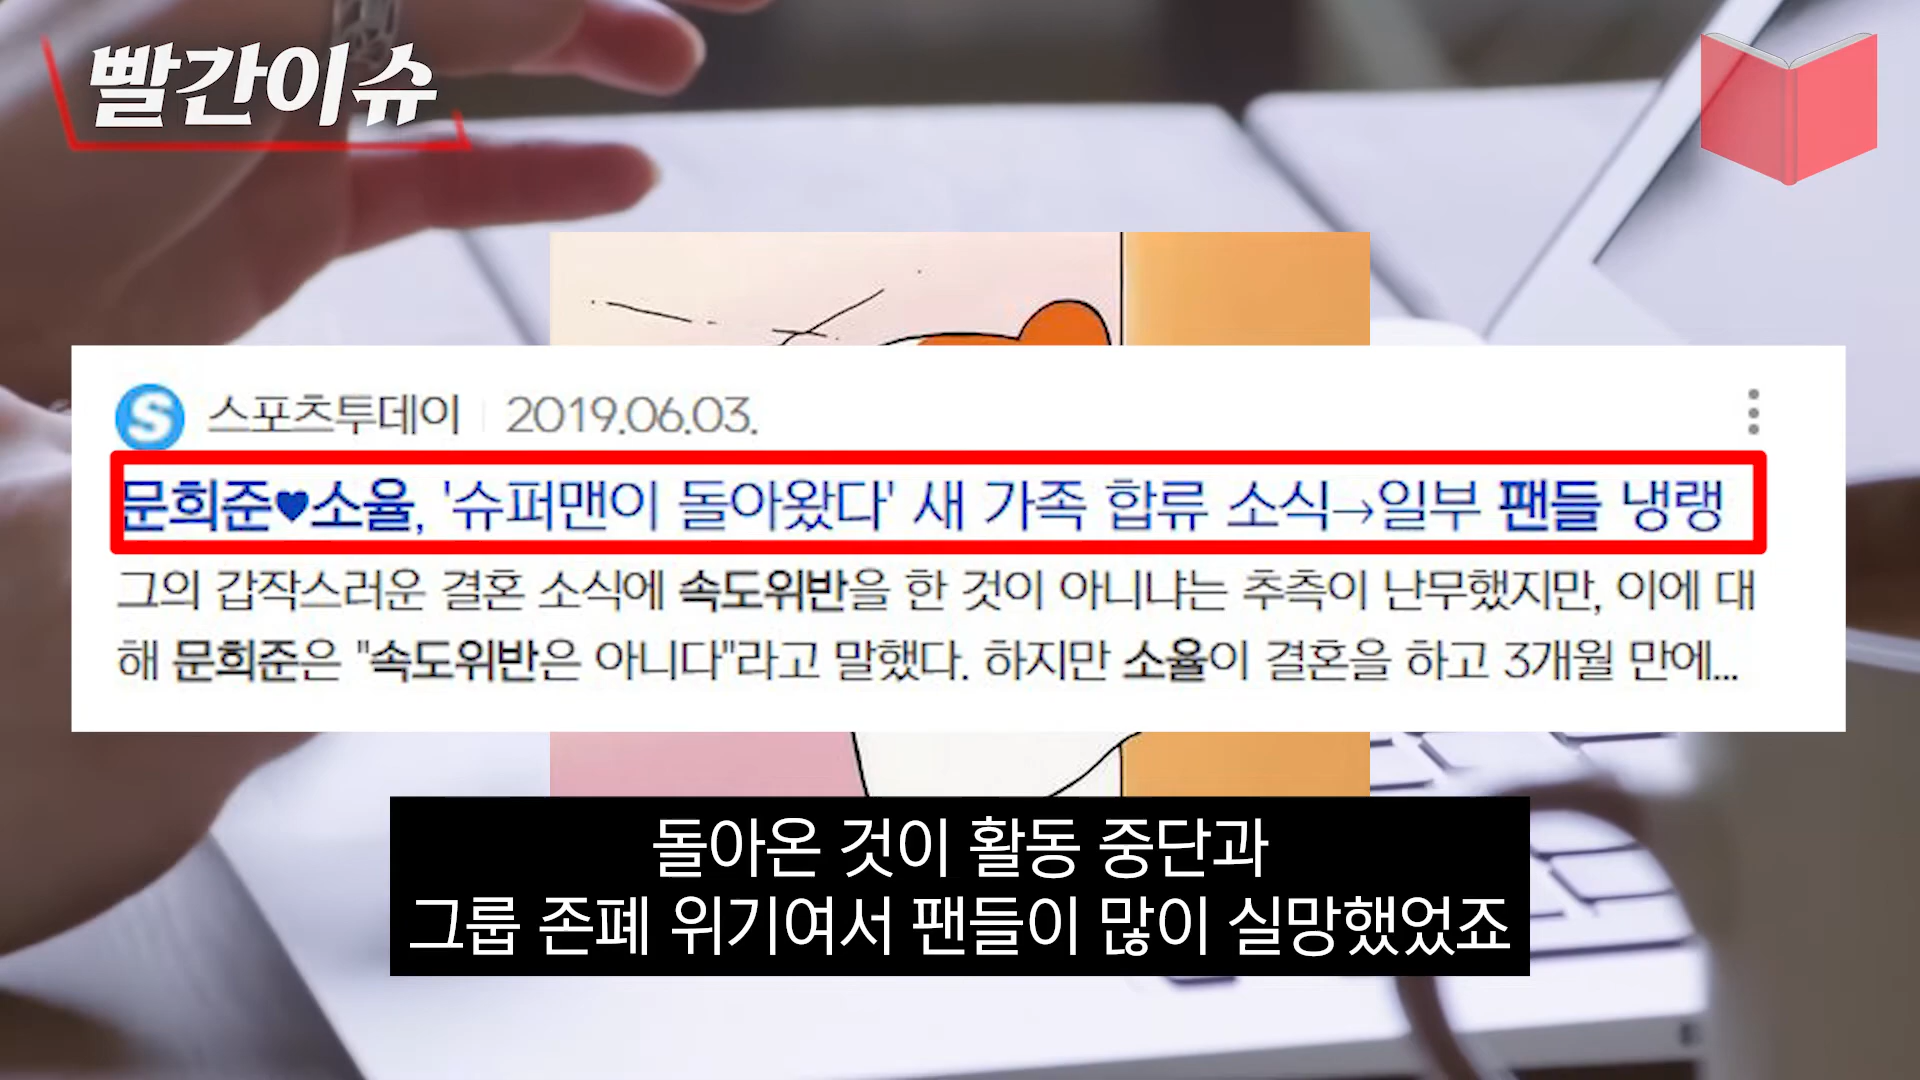 빨간이슈
스포츠투데이 2019.06.03.
문희준♥소율, '슈퍼맨이 돌아왔다' 새 가족 합류 소식→일부 팬들 냉랭
그의 갑작스러운 결혼 소식에 속도위반을 한 것이 아니냐는 추측이 난무했지만, 이에 대
해 문희준은 "속도위반은 아니다"라고 말했다. 하지만 소율이 결혼을 하고 3개월 만에...
돌아온 것이 활동 중단과
그룹 존폐 위기여서 팬들이 많이 실망했었죠